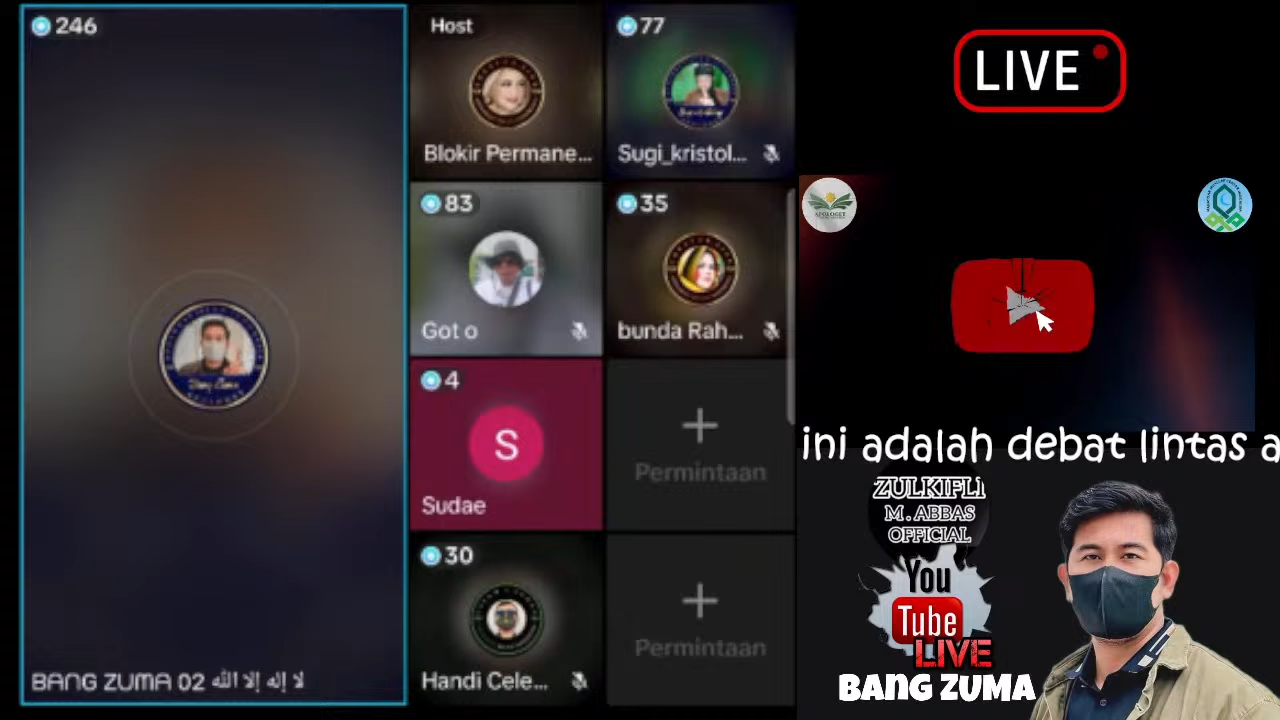 246
BANG ZUMA 02 لا إله إلا الله
Host
Blokir Permane...
77
Sugi_kristol...
83
Got o
35
bunda Rah...
4
S
Sudae
Permintaan
30
Handi Cele...
Permintaan
LIVE
APOLOGET
ini adalah debat lintas a
ZULKIFLI
M. ABBAS
OFFICIAL
You
Tube
LIVE
BANG ZUMA